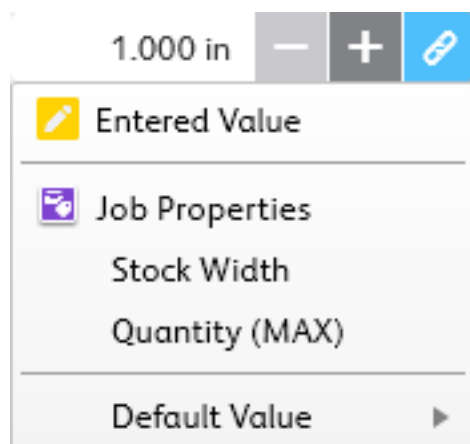 1.000 in
Entered Value
Job Properties
Stock Width
Quantity (MAX)
Default Value